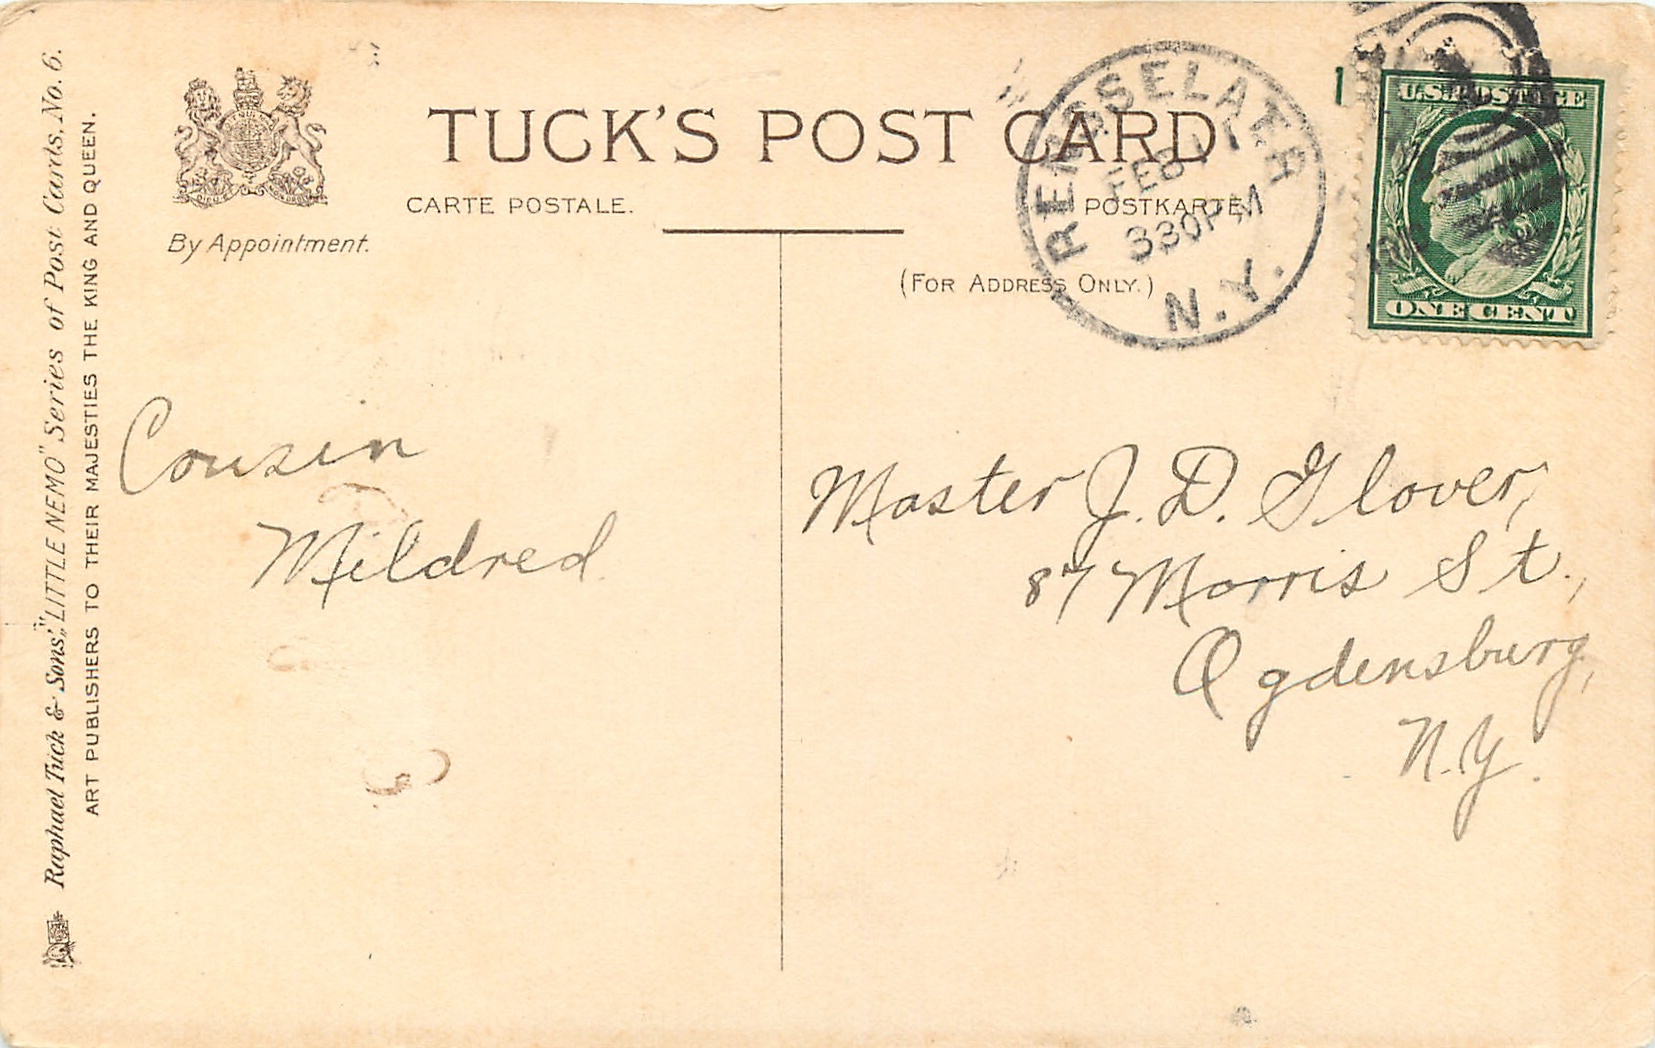 Raphael Tuck & Sons' "LITTLE NEMO" Series of Post Cards, No. 6.
ART PUBLISHERS TO THEIR MAJESTIES THE KING AND QUEEN.
By Appointment.
TUCK'S POST CARD
CARTE POSTALE.
POSTKARTE
(FOR ADDRESS ONLY.)
RENSSELAER
FEB
330PM
N.Y.
U.S. POSTAGE
ONE CENT
Cousin
Mildred.
Master J. D. Glover,
87 Morris St.,
Ogdensburg,
N.Y.